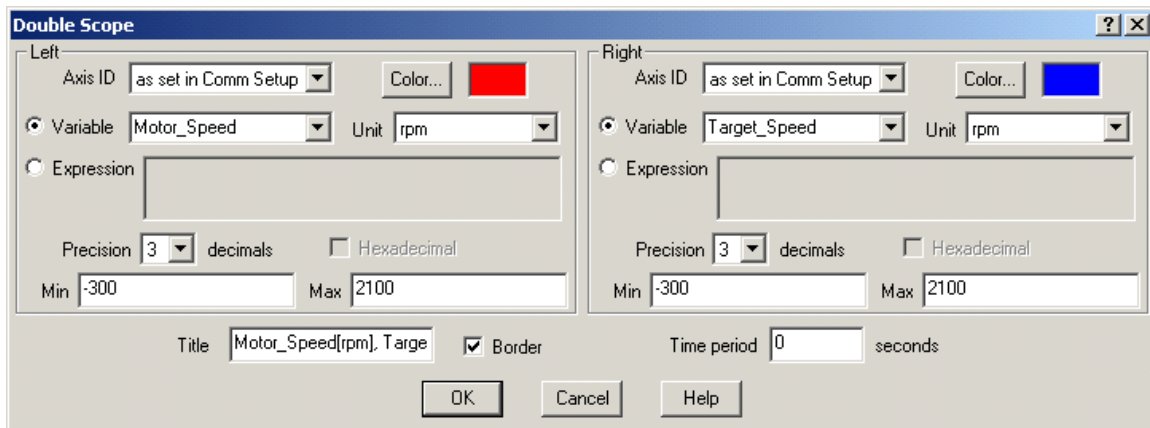 Double Scope
Left
Axis ID as set in Comm Setup Color...
Variable Motor_Speed Unit rpm
Expression
Precision 3 decimals Hexadecimal
Min -300 Max 2100
Right
Axis ID as set in Comm Setup Color...
Variable Target_Speed Unit rpm
Expression
Precision 3 decimals Hexadecimal
Min -300 Max 2100
Title Motor_Speed[rpm], Targe Border Time period 0 seconds
OK Cancel Help